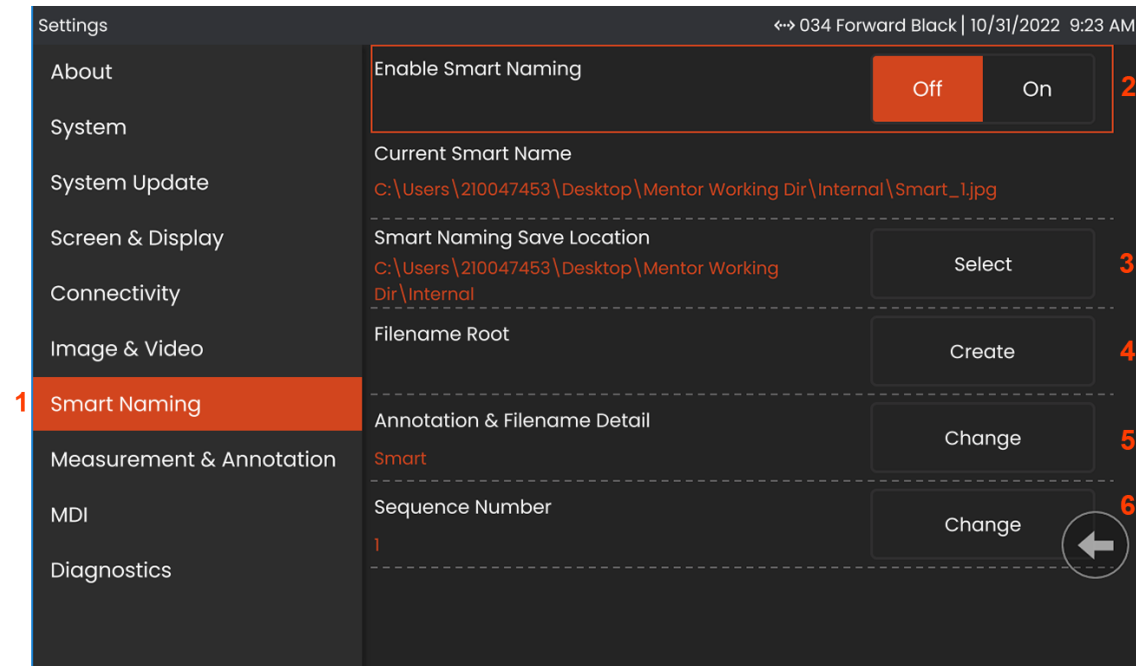 Settings
034 Forward Black | 10/31/2022 9:23 AM
About
System
System Update
Screen & Display
Connectivity
Image & Video
1
Smart Naming
Measurement & Annotation
MDI
Diagnostics
Enable Smart Naming
Off
On
2
Current Smart Name
C:\Users\210047453\Desktop\Mentor Working Dir\Internal\Smart_1.jpg
Smart Naming Save Location
C:\Users\210047453\Desktop\Mentor Working
Dir\Internal
Select
3
Filename Root
Create
4
Annotation & Filename Detail
Smart
Change
5
Sequence Number
1
Change
6